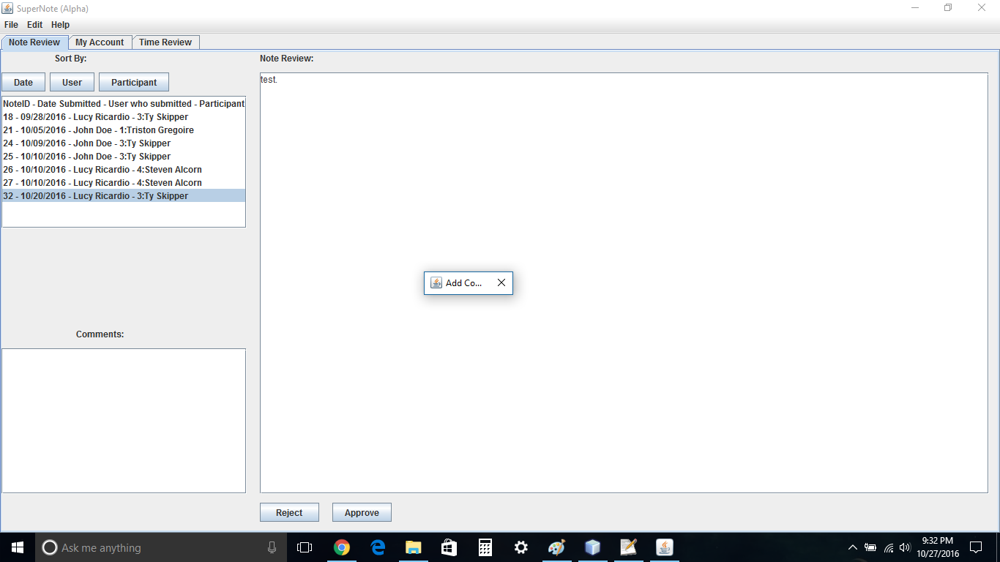 SuperNote (Alpha)
File Edit Help
Note Review My Account Time Review
Sort By:
Date User Participant
NoteID - Date Submitted - User who submitted - Participant
18 - 09/28/2016 - Lucy Ricardio - 3:Ty Skipper
21 - 10/05/2016 - John Doe - 1:Triston Gregoire
24 - 10/09/2016 - John Doe - 3:Ty Skipper
25 - 10/10/2016 - John Doe - 3:Ty Skipper
26 - 10/10/2016 - Lucy Ricardio - 4:Steven Alcorn
27 - 10/10/2016 - Lucy Ricardio - 4:Steven Alcorn
32 - 10/20/2016 - Lucy Ricardio - 3:Ty Skipper
Comments:
Note Review:
test.
Add Co...
Reject Approve
Ask me anything
9:32 PM
10/27/2016